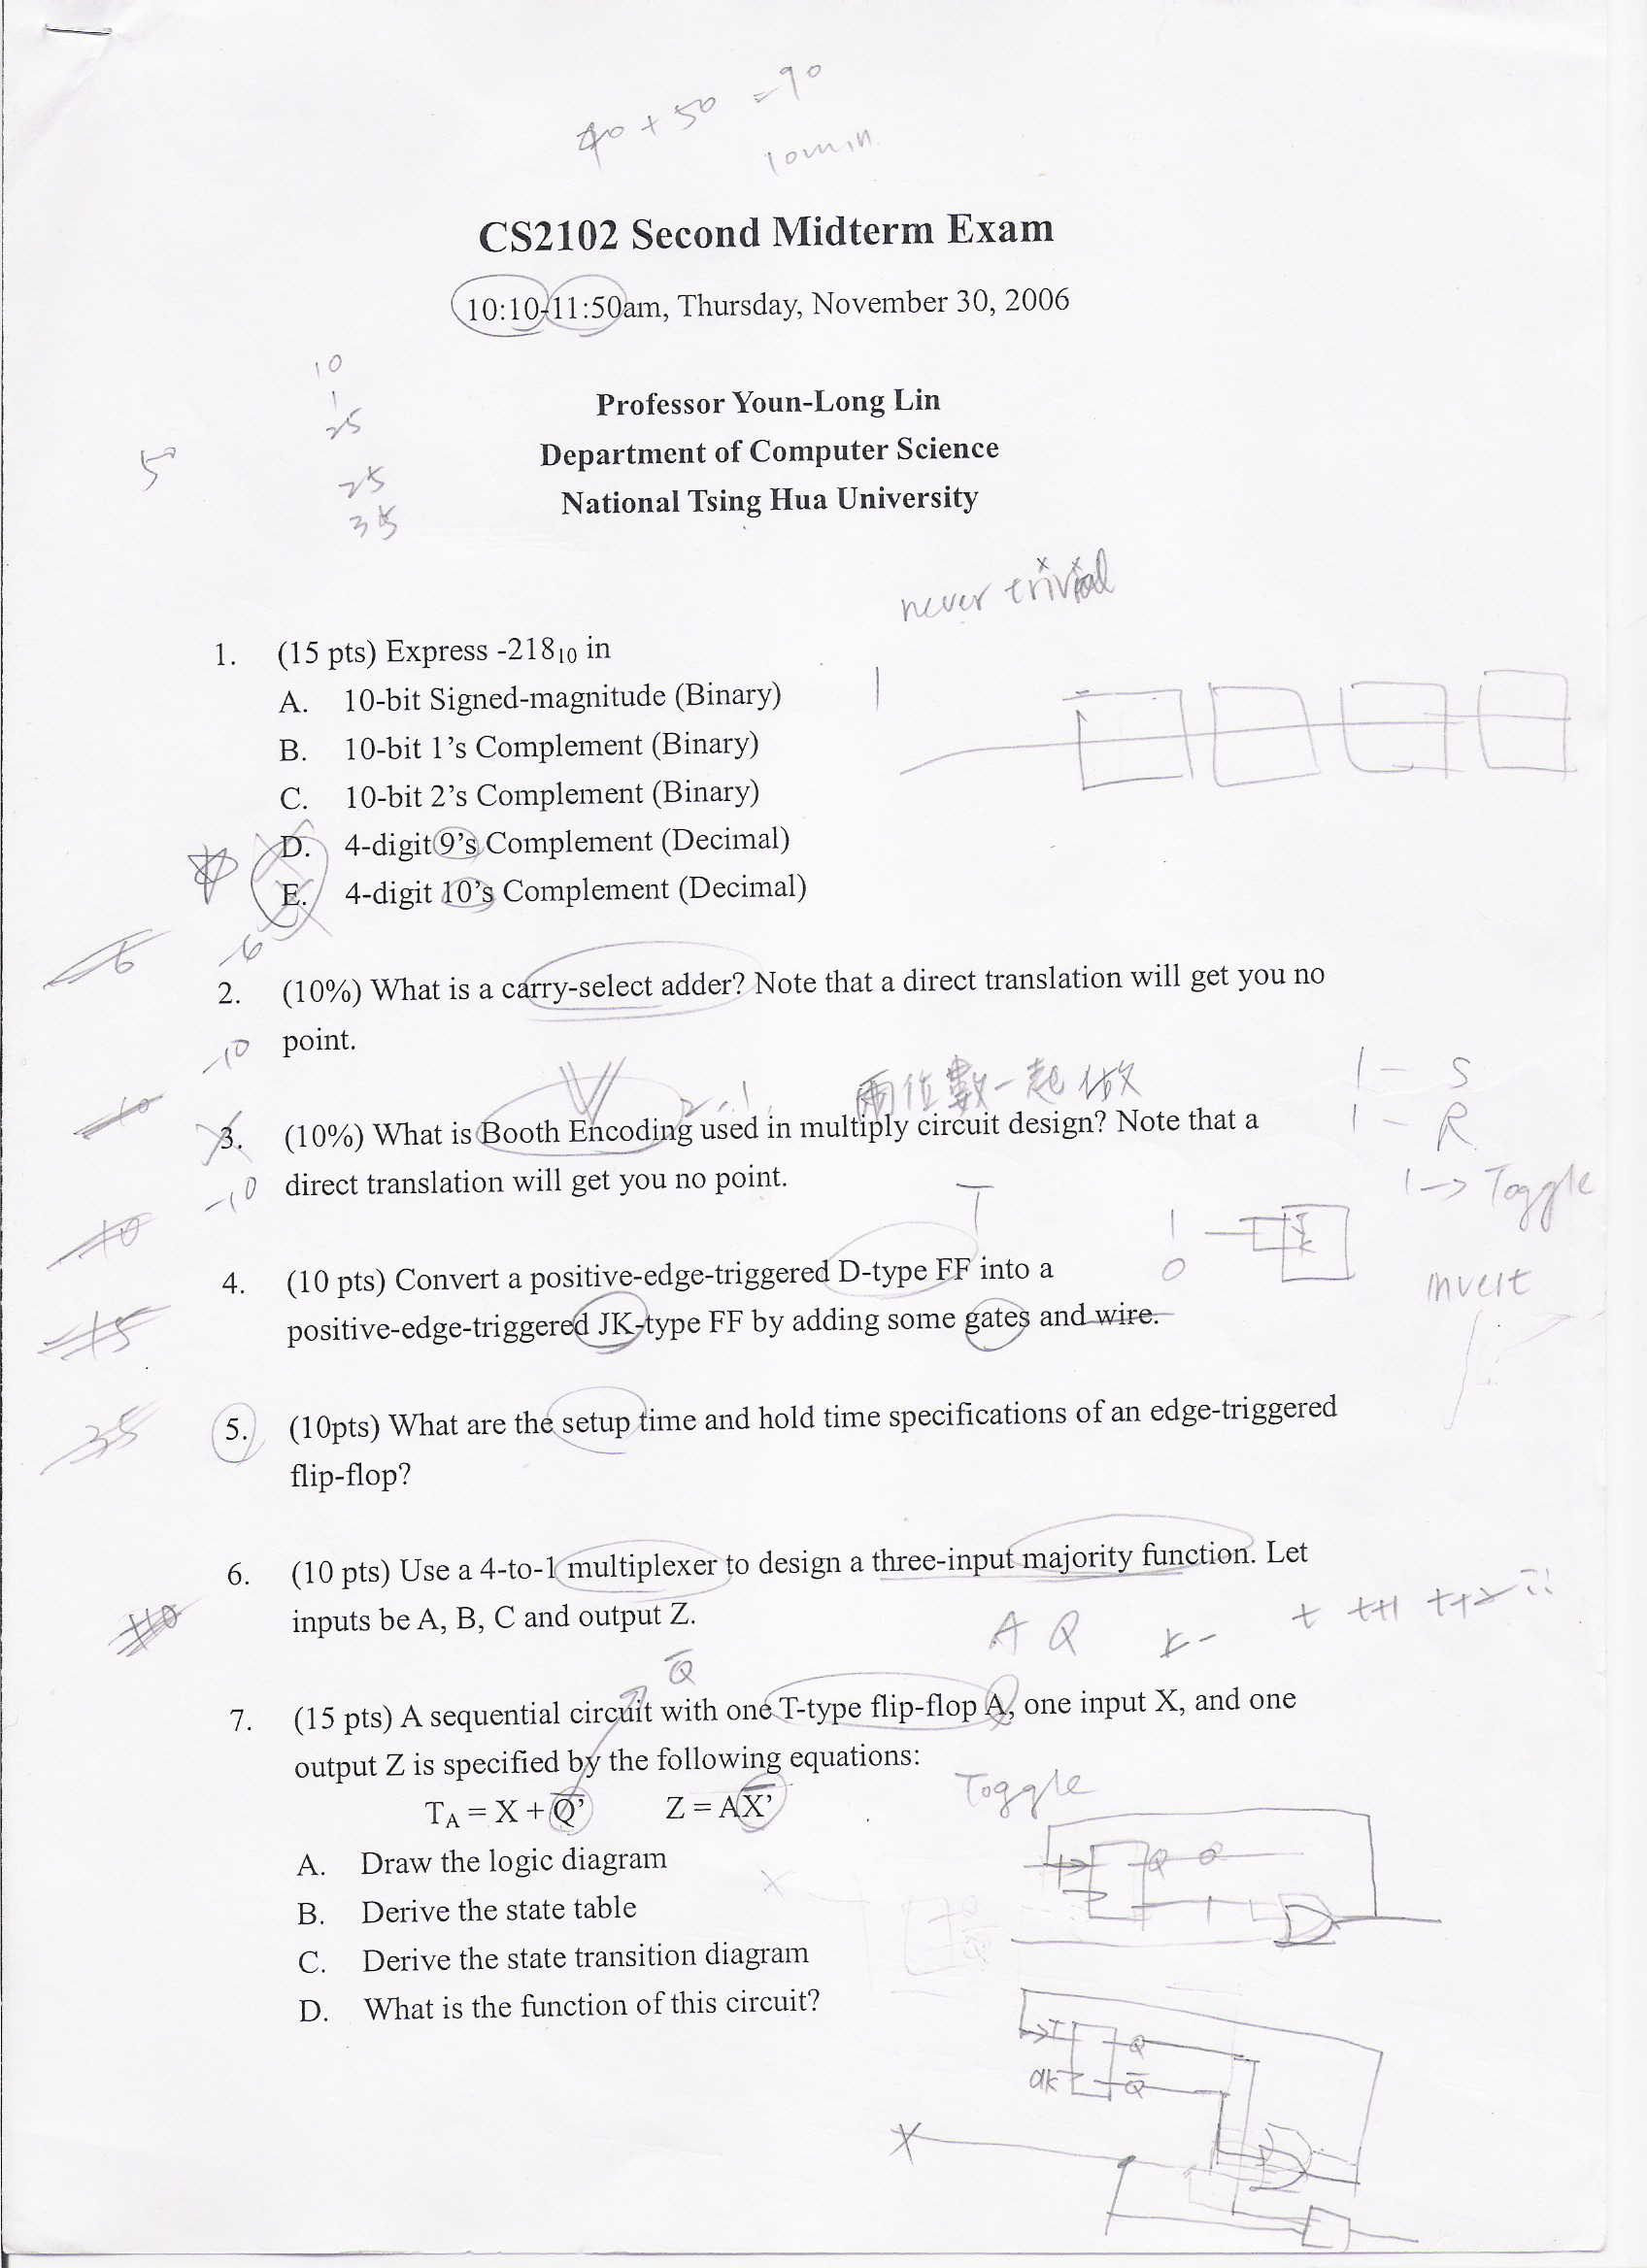 40 + 50 = 90
10min
CS2102 Second Midterm Exam
10:10-11:50am, Thursday, November 30, 2006
10
1
25
Professor Youn-Long Lin
50
Department of Computer Science
25
National Tsing Hua University
35
never trivial
1. (15 pts) Express -218₁₀ in
A. 10-bit Signed-magnitude (Binary)
B. 10-bit 1’s Complement (Binary)
C. 10-bit 2’s Complement (Binary)
D. 4-digit 9’s Complement (Decimal)
E. 4-digit 10’s Complement (Decimal)
-6
2. (10%) What is a carry-select adder? Note that a direct translation will get you no
point.
-10
兩位數一起做
1 - S
1 - R
3. (10%) What is Booth Encoding used in multiply circuit design? Note that a
direct translation will get you no point.
-10
1 -> Toggle
T
1
0
J
K
4. (10 pts) Convert a positive-edge-triggered D-type FF into a
positive-edge-triggered JK-type FF by adding some gates and wire.
invert
5. (10pts) What are the setup time and hold time specifications of an edge-triggered
flip-flop?
35
6. (10 pts) Use a 4-to-1 multiplexer to design a three-input majority function. Let
inputs be A, B, C and output Z.
A Q
t t+1 t+2
Q̅
7. (15 pts) A sequential circuit with one T-type flip-flop A, one input X, and one
output Z is specified by the following equations:
T_A = X + Q’ Z = AX’
Toggle
A. Draw the logic diagram
B. Derive the state table
C. Derive the state transition diagram
D. What is the function of this circuit?
Q
T
Q
clk
Q̅
X